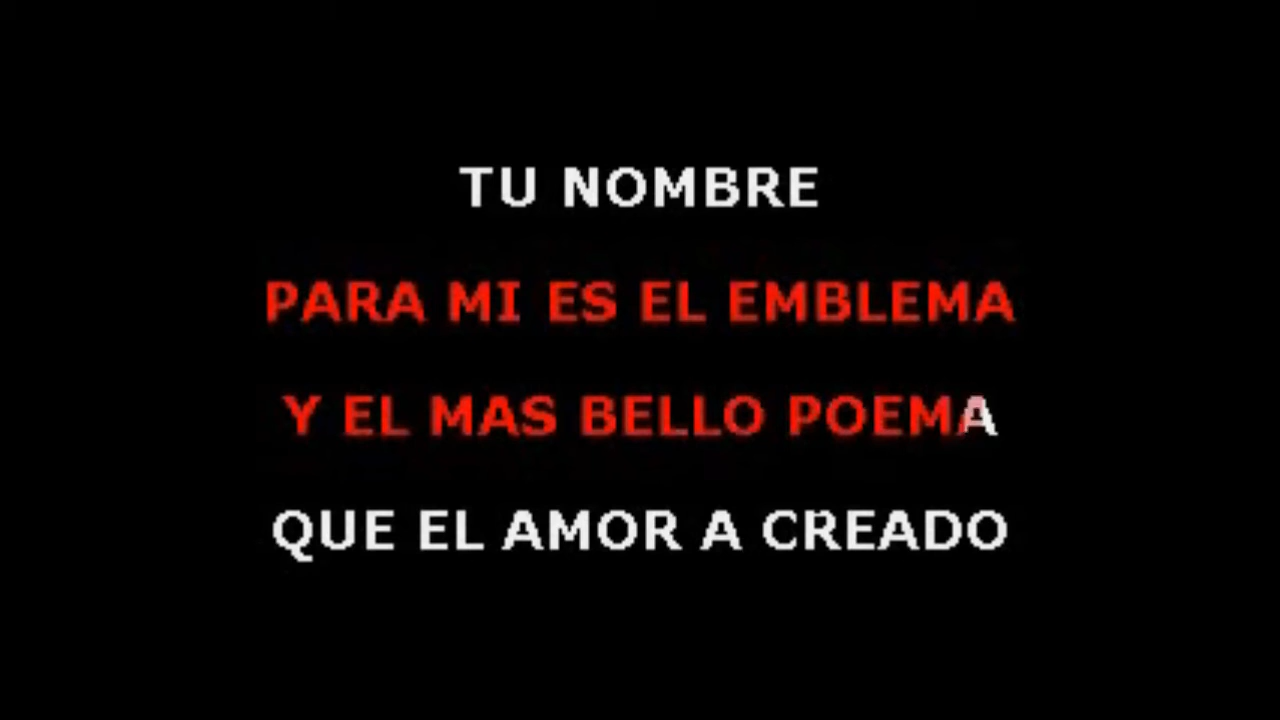 TU NOMBRE
PARA MI ES EL EMBLEMA
Y EL MAS BELLO POEMA
QUE EL AMOR A CREADO